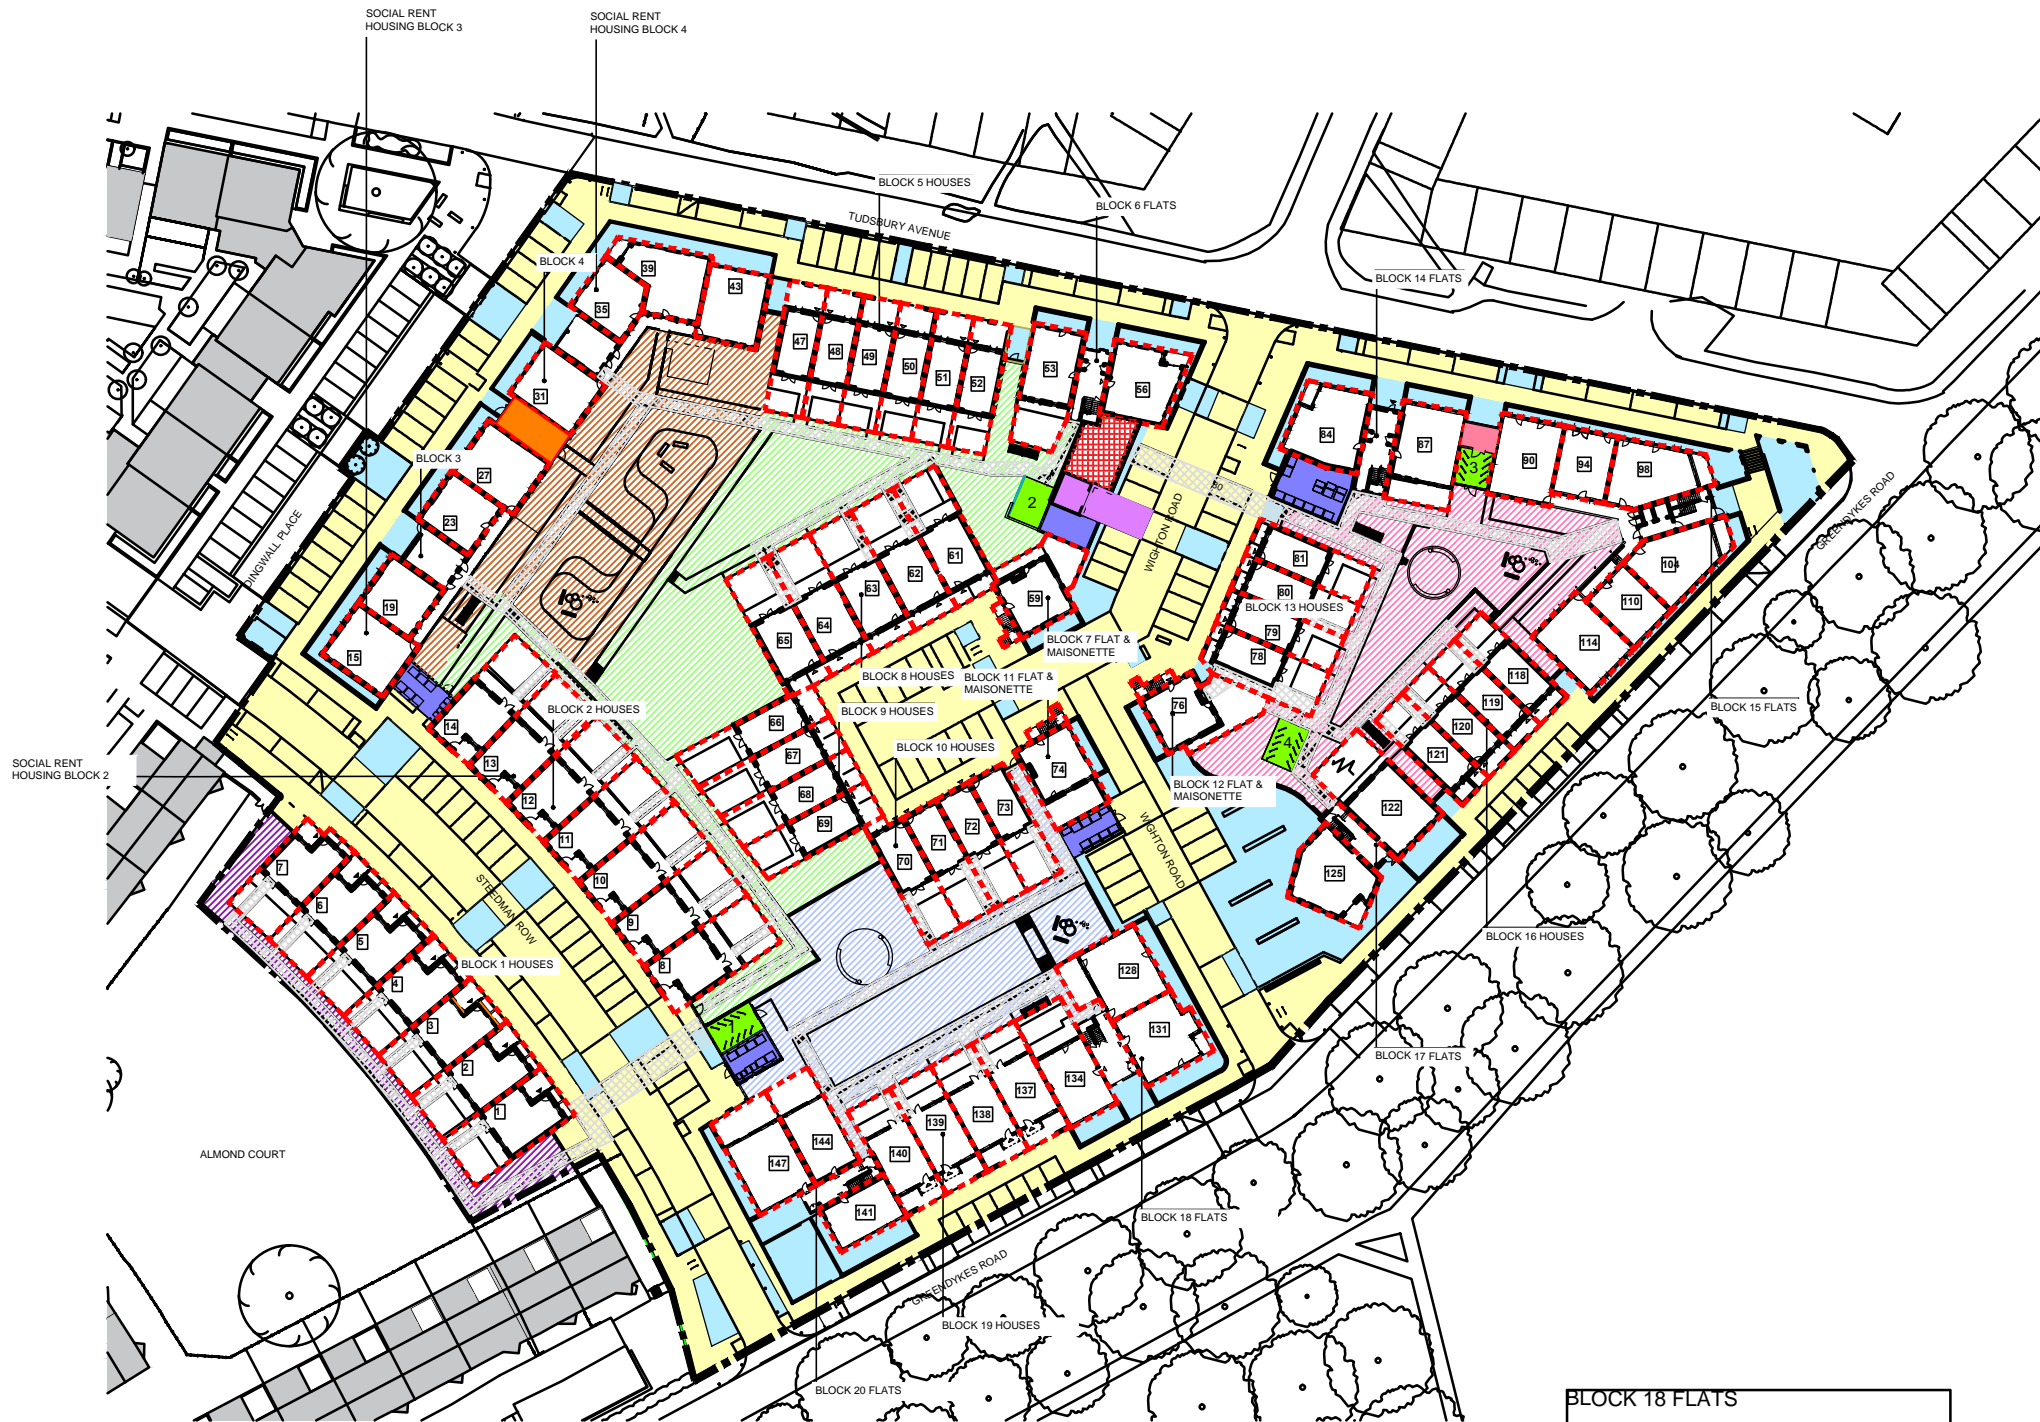 SOCIAL RENT
HOUSING BLOCK 3
SOCIAL RENT
HOUSING BLOCK 4
BLOCK 5 HOUSES
BLOCK 6 FLATS
TUDSBURY AVENUE
BLOCK 4
BLOCK 14 FLATS
39
43
35
47
48
49
50
51
52
53
56
31
84
87
90
94
98
BLOCK 3
27
23
3
2
80
WIGHTON ROAD
GREENDYKES ROAD
DINGWALL PLACE
19
15
61
62
63
64
65
59
81
80
BLOCK 13 HOUSES
79
78
104
110
114
BLOCK 7 FLAT &
MAISONETTE
BLOCK 8 HOUSES
BLOCK 11 FLAT &
MAISONETTE
118
119
120
121
BLOCK 15 FLATS
14
BLOCK 2 HOUSES
66
BLOCK 9 HOUSES
76
67
BLOCK 10 HOUSES
4
SOCIAL RENT
HOUSING BLOCK 2
13
74
BLOCK 12 FLAT &
MAISONETTE
12
68
69
73
72
71
70
122
11
10
9
8
WIGHTON ROAD
125
7
6
5
4
3
2
1
STEEDMAN ROW
BLOCK 1 HOUSES
BLOCK 16 HOUSES
128
131
134
137
138
139
140
BLOCK 17 FLATS
ALMOND COURT
144
147
141
BLOCK 18 FLATS
GREENDYKES ROAD
BLOCK 19 HOUSES
BLOCK 20 FLATS
BLOCK 18 FLATS